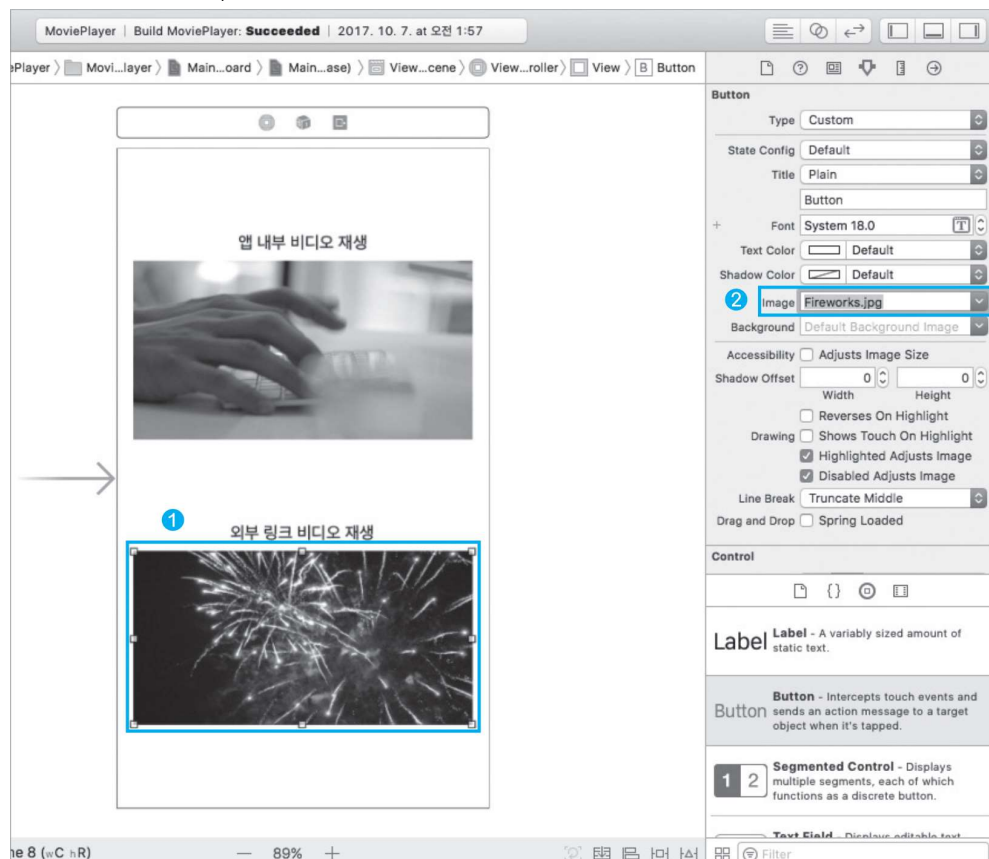 MoviePlayer | Build MoviePlayer: Succeeded | 2017. 10. 7. at 오전 1:57
ePlayer 〉 Movi...layer 〉 Main...oard 〉 Main...ase) 〉 View...cene 〉 View...roller 〉 View 〉 B Button
Button
Type Custom
State Config Default
Title Plain
Button
+ Font System 18.0 T
Text Color Default
Shadow Color Default
2 Image Fireworks.jpg
Background Default Background Image
Accessibility Adjusts Image Size
Shadow Offset 0 0
Width Height
Reverses On Highlight
Drawing Shows Touch On Highlight
Highlighted Adjusts Image
Disabled Adjusts Image
Line Break Truncate Middle
Drag and Drop Spring Loaded
Control
앱 내부 비디오 재생
1
외부 링크 비디오 재생
{}
Label Label - A variably sized amount of
static text.
Button - Intercepts touch events and
Button sends an action message to a target
object when it's tapped.
Segmented Control - Displays
1 2 multiple segments, each of which
functions as a discrete button.
Text Field - Displays editable text
ne 8 (wC hR) — 89% +
Filter